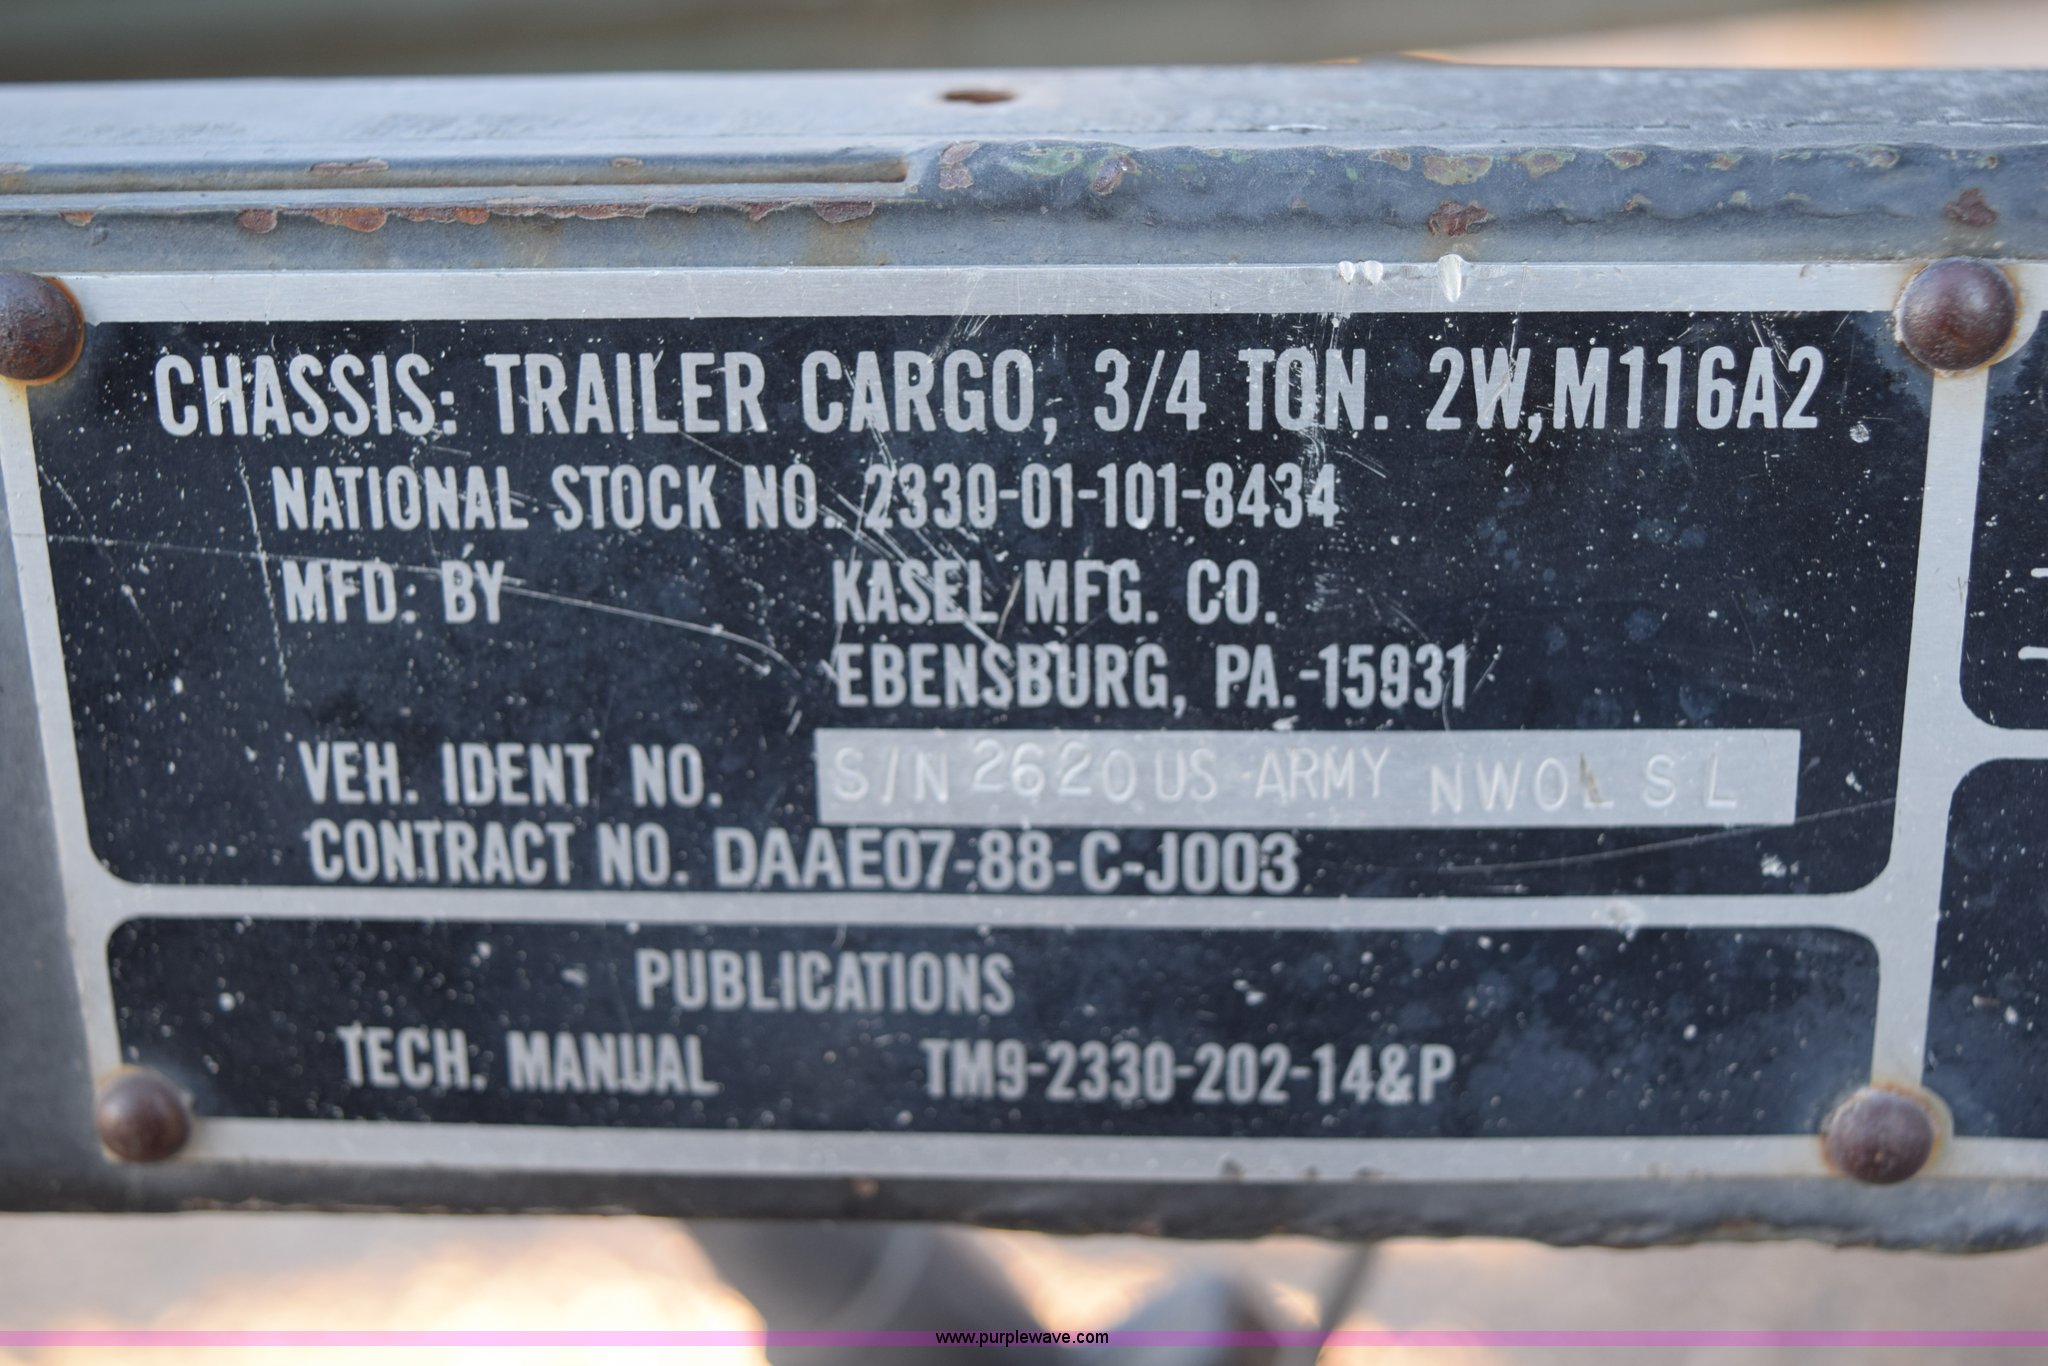 CHASSIS: TRAILER CARGO, 3/4 TON. 2W,M116A2
NATIONAL STOCK NO. 2330-01-101-8434
MFD. BY KASEL MFG. CO.
EBENSBURG, PA.-15931
VEH. IDENT NO. S/N 2620 US ARMY NWOL SL
CONTRACT NO. DAAE07-88-C-J003
PUBLICATIONS
TECH. MANUAL TM9-2330-202-14&P
www.purplewave.com